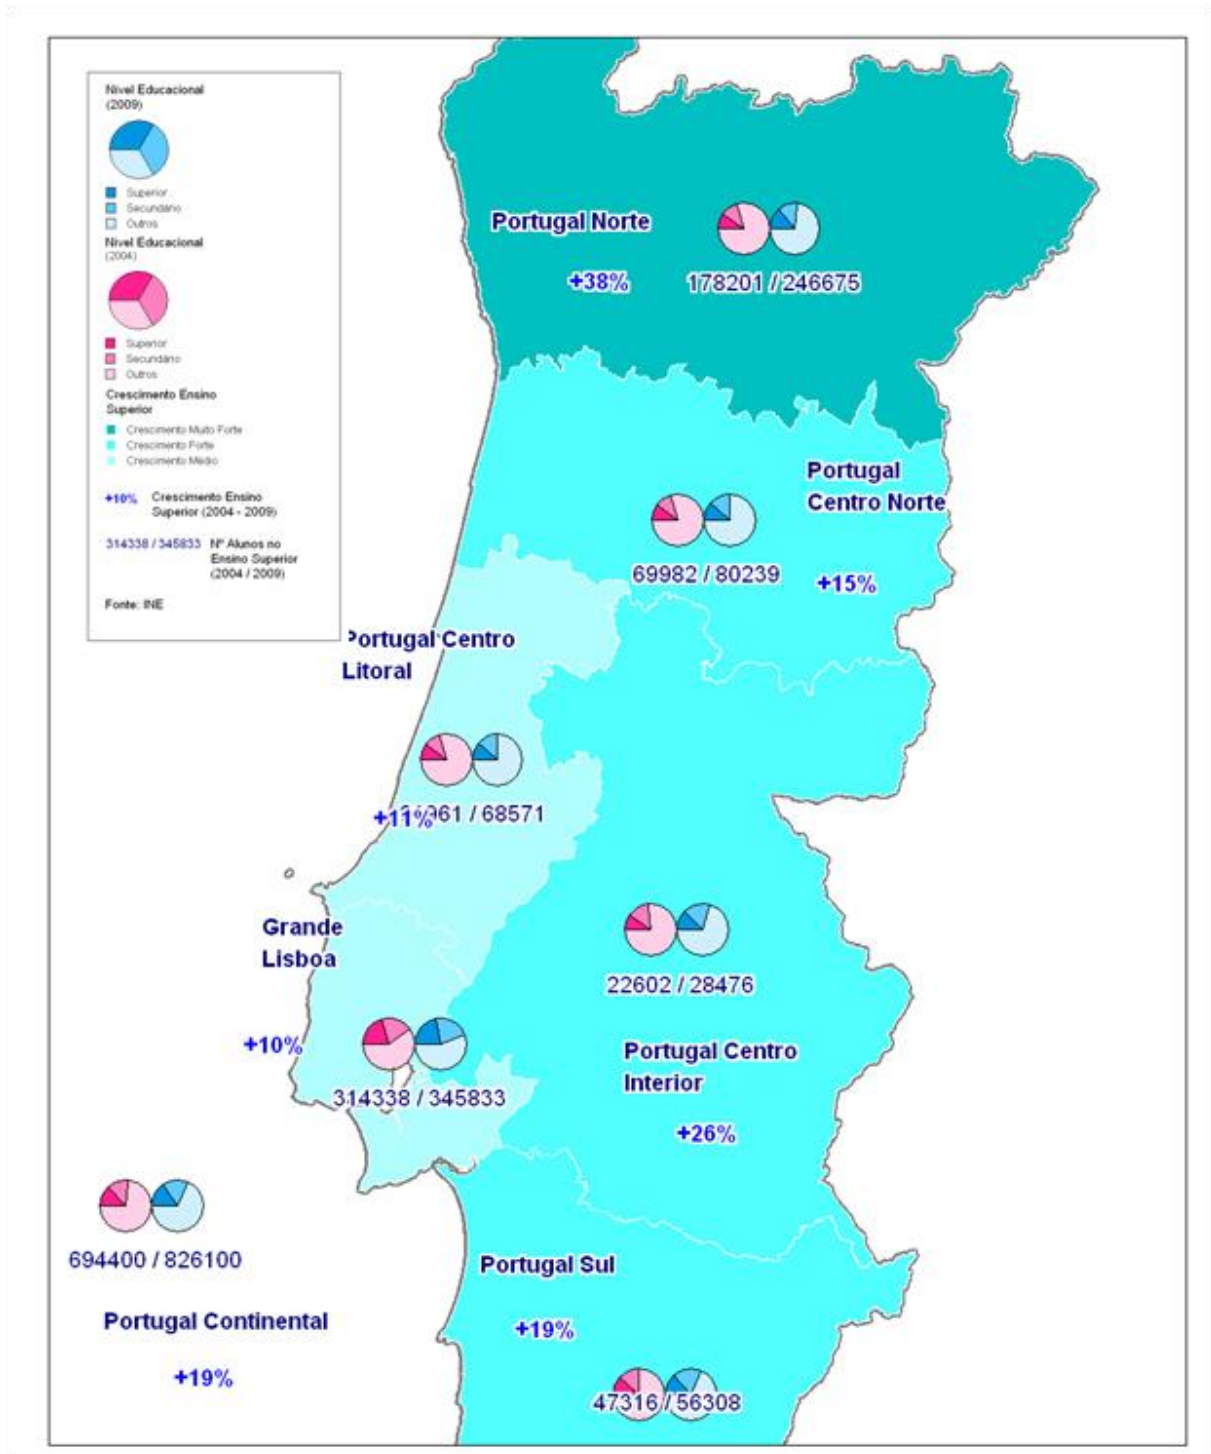 Nivel Educacional
(2009)
Superior
Secundário
Outros
Nivel Educacional
(2004)
Superior
Secundário
Outros
Crescimento Ensino
Superior
Crescimento Muito Forte
Crescimento Forte
Crescimento Médio
+10% Crescimento Ensino
Superior (2004 - 2009)
314338 / 345833 Nº Alunos no
Ensino Superior
(2004 / 2009)
Fonte: INE
Portugal Norte
+38% 178201 / 246675
Portugal
Centro Norte
69982 / 80239
+15%
Portugal Centro
Litoral
+11% 961 / 68571
Grande
Lisboa
22602 / 28476
+10%
Portugal Centro
Interior
314338 / 345833
+26%
694400 / 826100
Portugal Sul
Portugal Continental
+19%
+19%
47316 / 56308